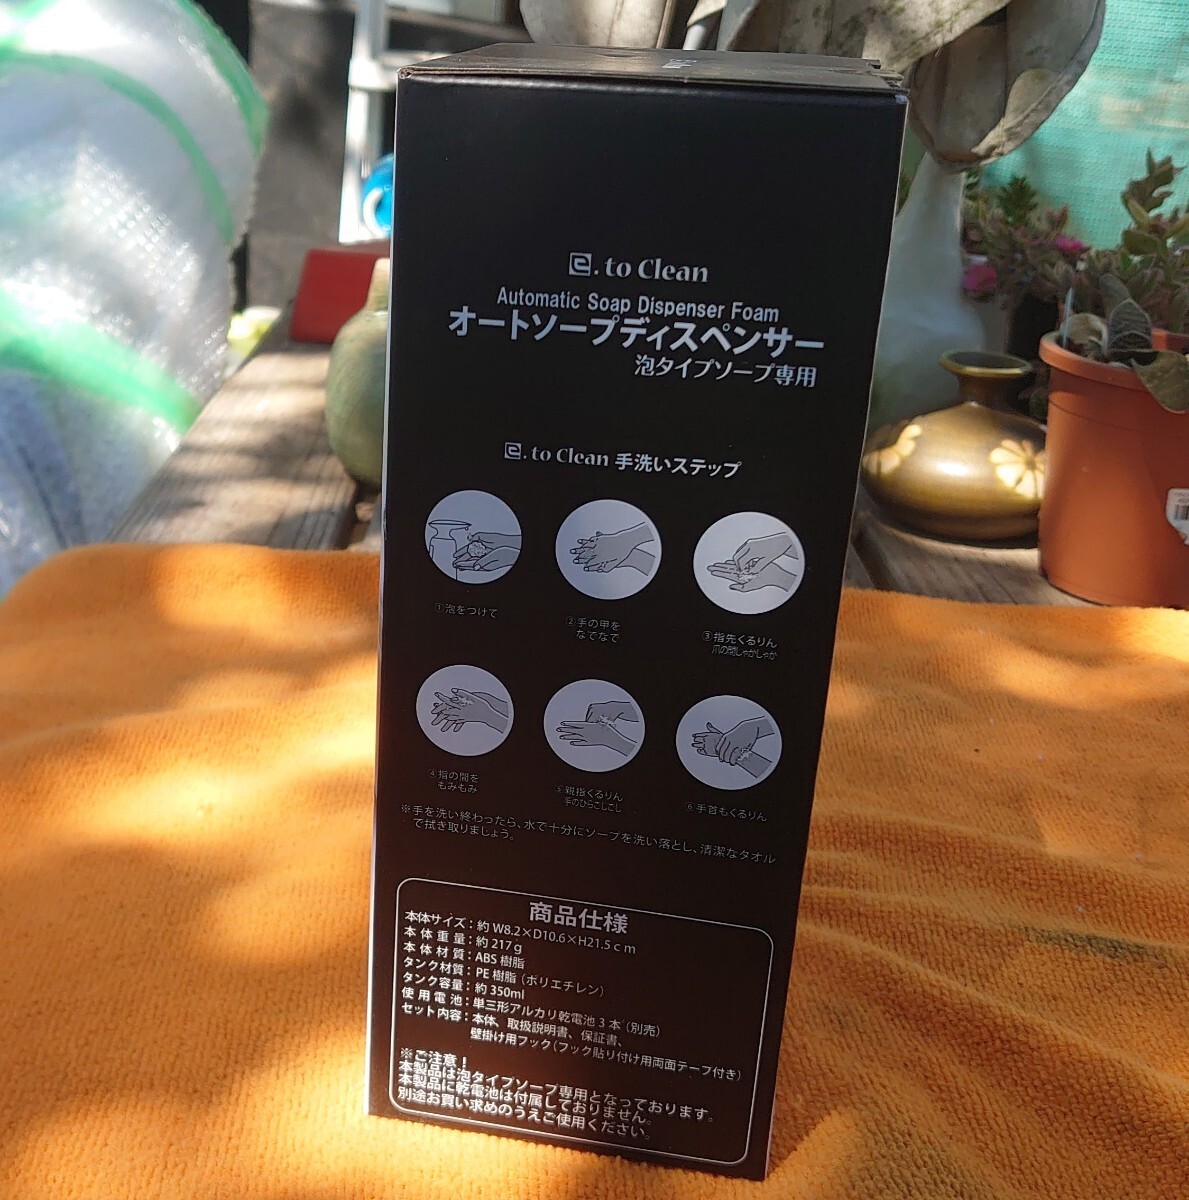 e. to Clean
Automatic Soap Dispenser Foam
オートソープディスペンサー
泡タイプソープ専用
e. to Clean 手洗いステップ
①泡をつけて
②手の甲を
なでなで
③指先くるりん
爪の間しゃかしゃか
④指の間を
もみもみ
⑤親指くるりん
手のひらこしこし
⑥手首もくるりん
※手を洗い終わったら、水で十分にソープを洗い落とし、清潔なタオル
で拭き取りましょう。
商品仕様
本体サイズ：約 W8.2×D10.6×H21.5ｃｍ
本体重量：約217g
本体材質：ABS 樹脂
タンク材質：PE 樹脂（ポリエチレン）
タンク容量：約350ml
使用電池：単三形アルカリ乾電池 3 本（別売）
セット内容：本体、取扱説明書、保証書、
壁掛け用フック（フック貼り付け用両面テープ付き）
※ご注意！
本製品は泡タイプソープ専用となっております。
本製品に乾電池は付属しておりません。
別途お買い求めのうえご使用ください。